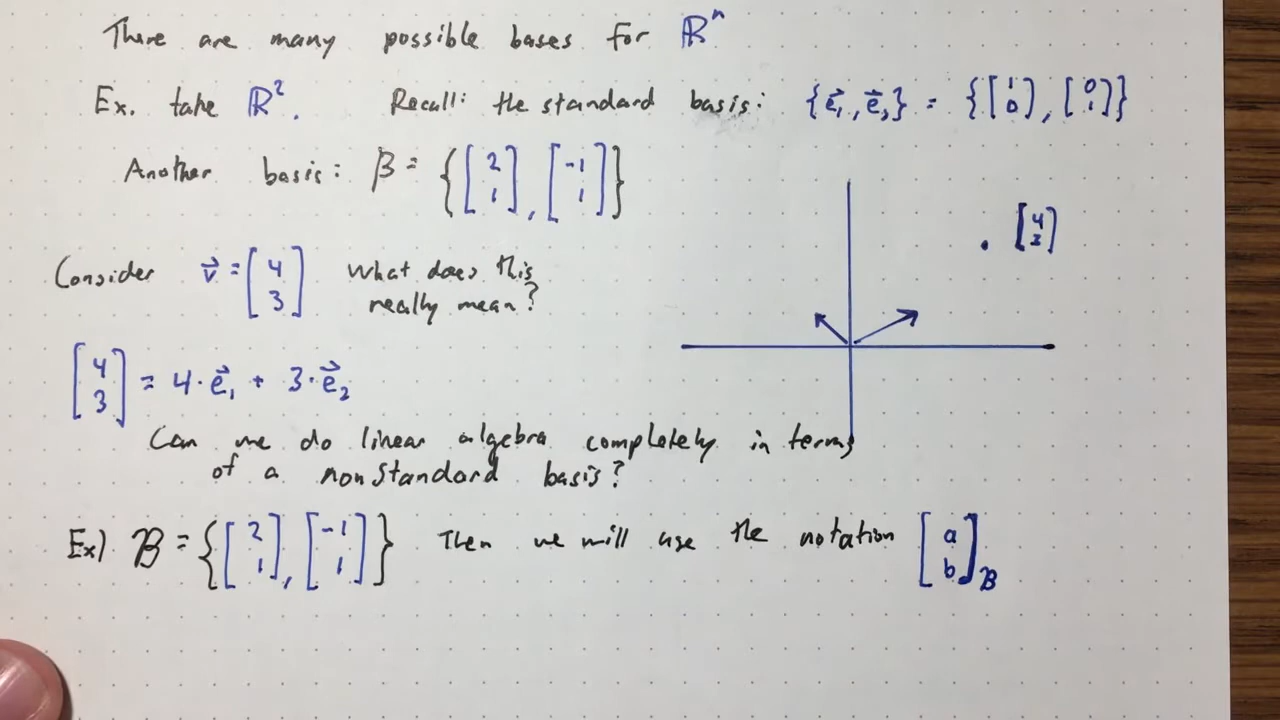 There are many possible bases for ℝⁿ
Ex. take ℝ². Recall: the standard basis: {e⃗₁, e⃗₂} = {[1 0], [0 1]}
Another basis: β = {[2 1], [-1 1]}
[4 3]
Consider v⃗ = [4 3] What does this
really mean?
[4 3] = 4·e⃗₁ + 3·e⃗₂
Can we do linear algebra completely in terms
of a nonstandard basis?
Ex) ℬ = {[2 1], [-1 1]} Then we will use the notation [a b]ℬ